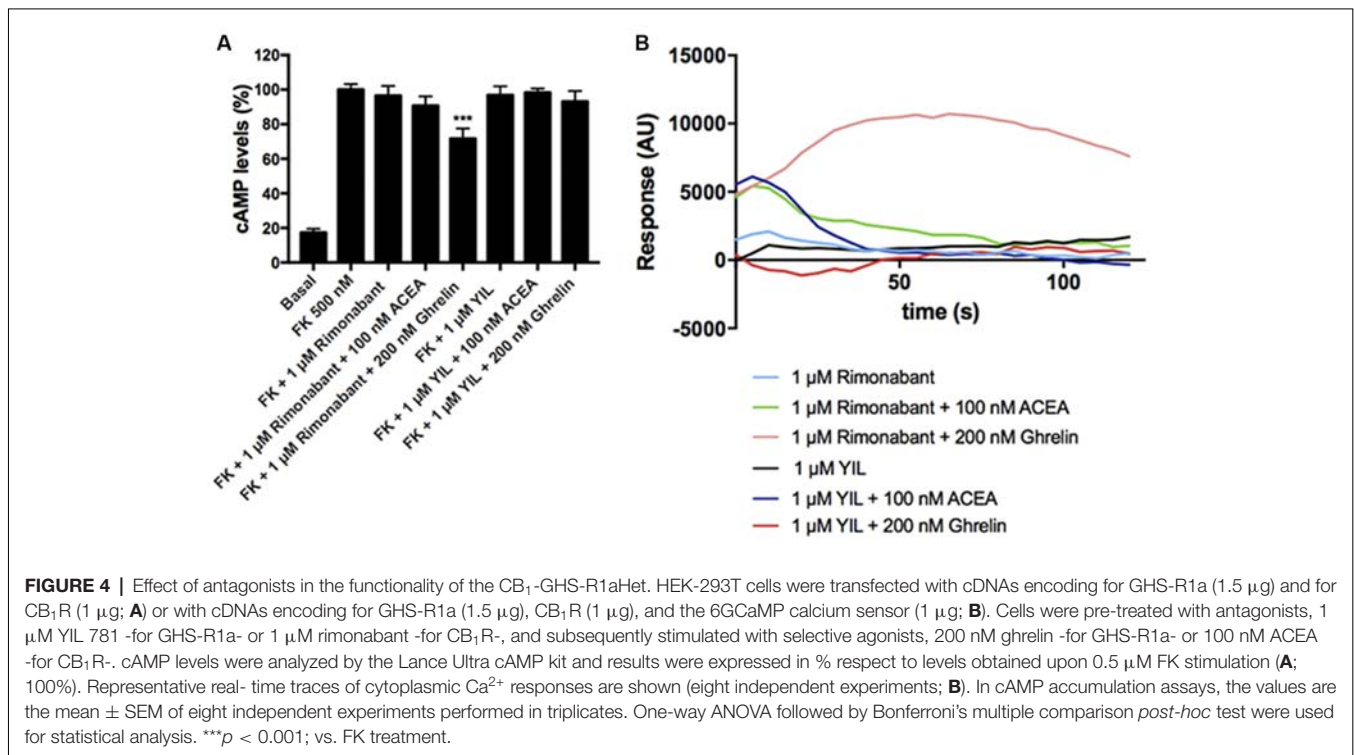 A
cAMP levels (%)
120
100
80
60
40
20
0
***
Basal
FK 500 nM
FK + 1 µM Rimonabant
FK + 1 µM Rimonabant + 100 nM ACEA
FK + 1 µM Rimonabant + 200 nM Ghrelin
FK + 1 µM YIL
FK + 1 µM YIL + 100 nM ACEA
FK + 1 µM YIL + 200 nM Ghrelin
B
Response (AU)
15000
10000
5000
0
-5000
50
100
time (s)
1 µM Rimonabant
1 µM Rimonabant + 100 nM ACEA
1 µM Rimonabant + 200 nM Ghrelin
1 µM YIL
1 µM YIL + 100 nM ACEA
1 µM YIL + 200 nM Ghrelin
FIGURE 4 | Effect of antagonists in the functionality of the CB₁-GHS-R1aHet. HEK-293T cells were transfected with cDNAs encoding for GHS-R1a (1.5 µg) and for
CB₁R (1 µg; A) or with cDNAs encoding for GHS-R1a (1.5 µg), CB₁R (1 µg), and the 6GCaMP calcium sensor (1 µg; B). Cells were pre-treated with antagonists, 1
µM YIL 781 -for GHS-R1a- or 1 µM rimonabant -for CB₁R-, and subsequently stimulated with selective agonists, 200 nM ghrelin -for GHS-R1a- or 100 nM ACEA
-for CB₁R-. cAMP levels were analyzed by the Lance Ultra cAMP kit and results were expressed in % respect to levels obtained upon 0.5 µM FK stimulation (A;
100%). Representative real- time traces of cytoplasmic Ca²⁺ responses are shown (eight independent experiments; B). In cAMP accumulation assays, the values are
the mean ± SEM of eight independent experiments performed in triplicates. One-way ANOVA followed by Bonferroni's multiple comparison post-hoc test were used
for statistical analysis. ***p < 0.001; vs. FK treatment.